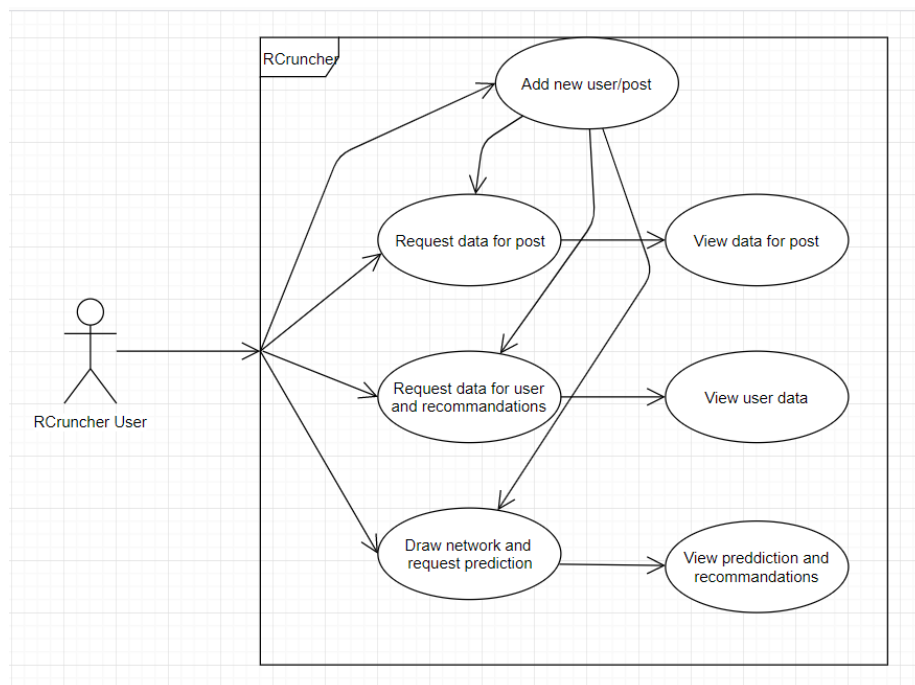 RCruncher
Add new user/post
Request data for post
View data for post
RCruncher User
Request data for user
and recommandations
View user data
Draw network and
request prediction
View preddiction and
recommandations